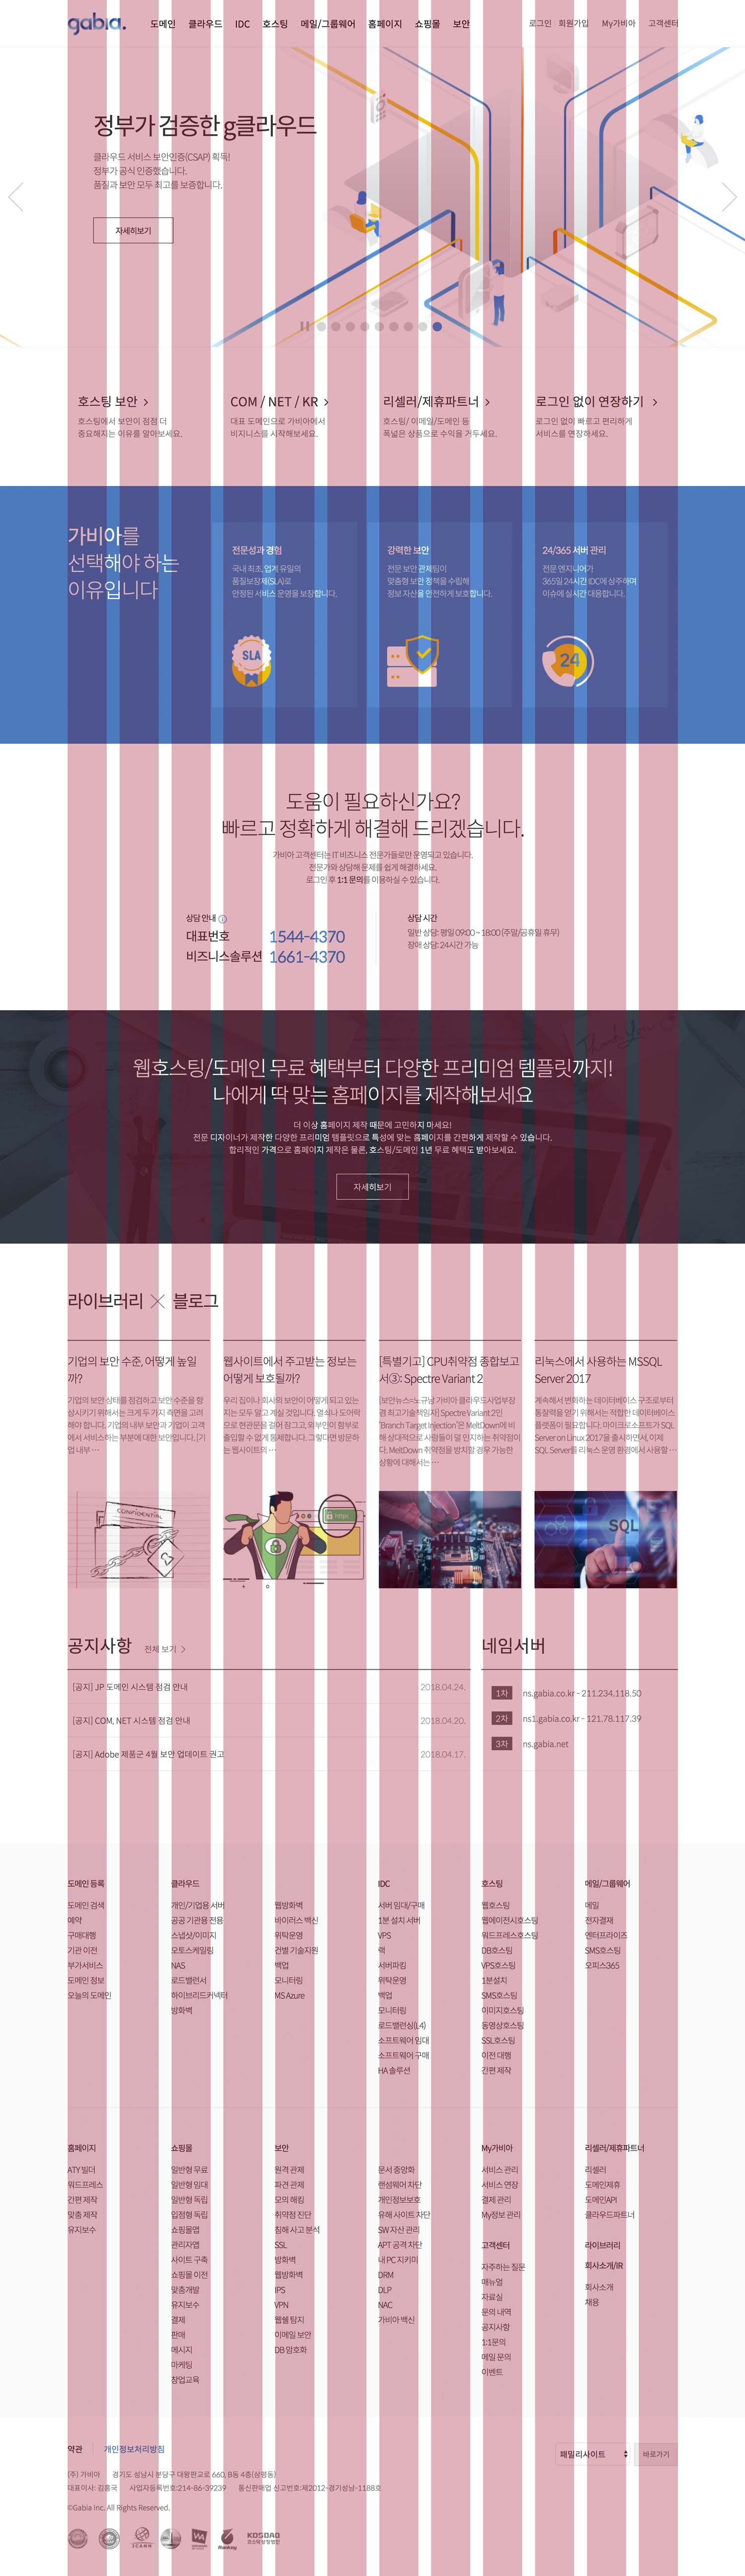 gabia.
도메인 클라우드 IDC 호스팅 메일/그룹웨어 홈페이지 쇼핑몰 보안
로그인 회원가입 My가비아 고객센터
정부가 검증한 g클라우드
클라우드 서비스 보안인증(CSAP) 획득!
정부가 공식 인증했습니다.
품질과 보안 모두 최고를 보증합니다.
자세히보기
호스팅 보안
호스팅에서 보안이 점점 더
중요해지는 이유를 알아보세요.
COM / NET / KR
대표 도메인으로 가비아에서
비지니스를 시작해보세요.
리셀러/제휴파트너
호스팅/ 이메일/도메인 등
폭넓은 상품으로 수익을 거두세요.
로그인 없이 연장하기
로그인 없이 빠르고 편리하게
서비스를 연장하세요.
가비아를
선택해야 하는
이유입니다
전문성과 경험
국내 최초, 업계 유일의
품질보장제(SLA)로
안정된 서비스 운영을 보장합니다.
SLA
강력한 보안
전문 보안 관제팀이
맞춤형 보안 정책을 수립해
정보 자산을 안전하게 보호합니다.
24/365 서버 관리
전문 엔지니어가
365일 24시간 IDC에 상주하며
이슈에 실시간 대응합니다.
24
도움이 필요하신가요?
빠르고 정확하게 해결해 드리겠습니다.
가비아 고객센터는 IT 비즈니스 전문가들로만 운영되고 있습니다.
전문가와 상담해 문제를 쉽게 해결하세요.
로그인 후 1:1 문의를 이용하실 수 있습니다.
상담 안내
대표번호 1544-4370
비즈니스솔루션 1661-4370
상담 시간
일반 상담: 평일 09:00 ~ 18:00 (주말/공휴일 휴무)
장애 상담: 24시간 가능
Thank You
웹호스팅/도메인 무료 혜택부터 다양한 프리미엄 템플릿까지!
나에게 딱 맞는 홈페이지를 제작해보세요
더 이상 홈페이지 제작 때문에 고민하지 마세요!
전문 디자이너가 제작한 다양한 프리미엄 템플릿으로 특성에 맞는 홈페이지를 간편하게 제작할 수 있습니다.
합리적인 가격으로 홈페이지 제작은 물론, 호스팅/도메인 1년 무료 혜택도 받아보세요.
자세히보기
라이브러리 × 블로그
기업의 보안 수준, 어떻게 높일
까?
기업의 보안 상태를 점검하고 보안 수준을 향
상시키기 위해서는 크게 두 가지 측면을 고려
해야 합니다. 기업의 내부 보안과 기업이 고객
에서 서비스하는 부분에 대한 보안입니다. [기
업 내부 …
CONFIDENTIAL
웹사이트에서 주고받는 정보는
어떻게 보호될까?
우리 집이나 회사의 보안이 어떻게 되고 있는
지는 모두 알고 계실 것입니다. 열쇠나 도어락
으로 현관문을 걸어 잠그고, 외부인이 함부로
출입할 수 없게 통제합니다. 그렇다면 방문하
는 웹사이트의 …
[특별기고] CPU취약점 종합보고
서③: Spectre Variant 2
[보안뉴스=노규남 가비아 클라우드사업부장
겸 최고기술책임자] Spectre Variant 2인
'Branch Target Injection'은 MeltDown에 비
해 상대적으로 사람들이 덜 인지하는 취약점이
다. MeltDown 취약점을 방치할 경우 가능한
상황에 대해서는 …
리눅스에서 사용하는 MSSQL
Server 2017
계속해서 변화하는 데이터베이스 구조로부터
통찰력을 얻기 위해서는 적합한 데이터베이스
플랫폼이 필요합니다. 마이크로소프트가 SQL
Server on Linux 2017을 출시하면서, 이제
SQL Server를 리눅스 운영 환경에서 사용할 …
SQL
공지사항 전체 보기
[공지] JP 도메인 시스템 점검 안내 2018.04.24.
[공지] COM, NET 시스템 점검 안내 2018.04.20.
[공지] Adobe 제품군 4월 보안 업데이트 권고 2018.04.17.
네임서버
1차 ns.gabia.co.kr - 211.234.118.50
2차 ns1.gabia.co.kr - 121.78.117.39
3차 ns.gabia.net
도메인 등록
도메인 검색
예약
구매대행
기관 이전
부가서비스
도메인 정보
오늘의 도메인
클라우드
개인/기업용 서버
공공 기관용 전용
스냅샷/이미지
오토스케일링
NAS
로드밸런서
하이브리드커넥터
방화벽
웹방화벽
바이러스 백신
위탁운영
건별 기술지원
백업
모니터링
MS Azure
IDC
서버 임대/구매
1분 설치 서버
VPS
랙
서버파킹
위탁운영
백업
모니터링
로드밸런싱(L4)
소프트웨어 임대
소프트웨어 구매
HA 솔루션
호스팅
웹호스팅
웹에이전시호스팅
워드프레스호스팅
DB호스팅
VPS호스팅
1분설치
SMS호스팅
이미지호스팅
동영상호스팅
SSL호스팅
이전 대행
간편 제작
메일/그룹웨어
메일
전자결재
엔터프라이즈
SMS호스팅
오피스365
홈페이지
ATY 빌더
워드프레스
간편 제작
맞춤 제작
유지보수
쇼핑몰
일반형 무료
일반형 임대
일반형 독립
입점형 독립
쇼핑몰앱
관리자앱
사이트 구축
쇼핑몰 이전
맞춤개발
유지보수
결제
판매
메시지
마케팅
창업교육
보안
원격 관제
파견 관제
모의 해킹
취약점 진단
침해 사고 분석
SSL
방화벽
웹방화벽
IPS
VPN
웹쉘 탐지
이메일 보안
DB 암호화
문서 중앙화
랜섬웨어 차단
개인정보보호
유해 사이트 차단
SW 자산 관리
APT 공격 차단
내 PC 지키미
DRM
DLP
NAC
가비아 백신
My가비아
서비스 관리
서비스 연장
결제 관리
My정보 관리
고객센터
자주하는 질문
매뉴얼
자료실
문의 내역
공지사항
1:1문의
메일 문의
이벤트
리셀러/제휴파트너
리셀러
도메인제휴
도메인API
클라우드파트너
라이브러리
회사소개/IR
회사소개
채용
약관 개인정보처리방침
패밀리사이트 바로가기
(주) 가비아 경기도 성남시 분당구 대왕판교로 660, B동 4층(삼평동)
대표이사: 김홍국 사업자등록번호:214-86-39239 통신판매업 신고번호:제2012-경기성남-1188호
©Gabia Inc. All Rights Reserved.
ICANN
Ranking
KOSDAQ
코스닥상장법인